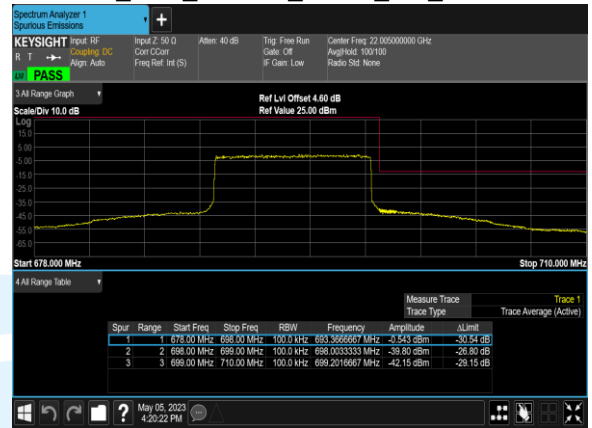 Spectrum Analyzer 1
Spurious Emissions
KEYSIGHT Input: RF Input Z: 50 Ω Atten: 40 dB Trig: Free Run Center Freq: 22.005000000 GHz
R T Coupling: DC Corr CCorr Gate: Off Avg|Hold: 100/100
Align: Auto Freq Ref: Int (S) IF Gain: Low Radio Std: None
PASS
3 All Range Graph
Ref Lvl Offset 4.60 dB
Scale/Div 10.0 dB Ref Value 25.00 dBm
Log
15.0
5.00
-5.00
-15.0
-25.0
-35.0
-45.0
-55.0
-65.0
Start 678.000 MHz Stop 710.000 MHz
4 All Range Table
Measure Trace Trace 1
Trace Type Trace Average (Active)
Spur Range Start Freq Stop Freq RBW Frequency Amplitude ΔLimit
1 1 678.00 MHz 698.00 MHz 100.0 kHz 693.3666667 MHz -0.543 dBm -30.54 dB
2 2 698.00 MHz 699.00 MHz 100.0 kHz 698.0033333 MHz -39.80 dBm -26.80 dB
3 3 699.00 MHz 710.00 MHz 100.0 kHz 699.2016667 MHz -42.15 dBm -29.15 dB
? May 05, 2023
4:20:22 PM